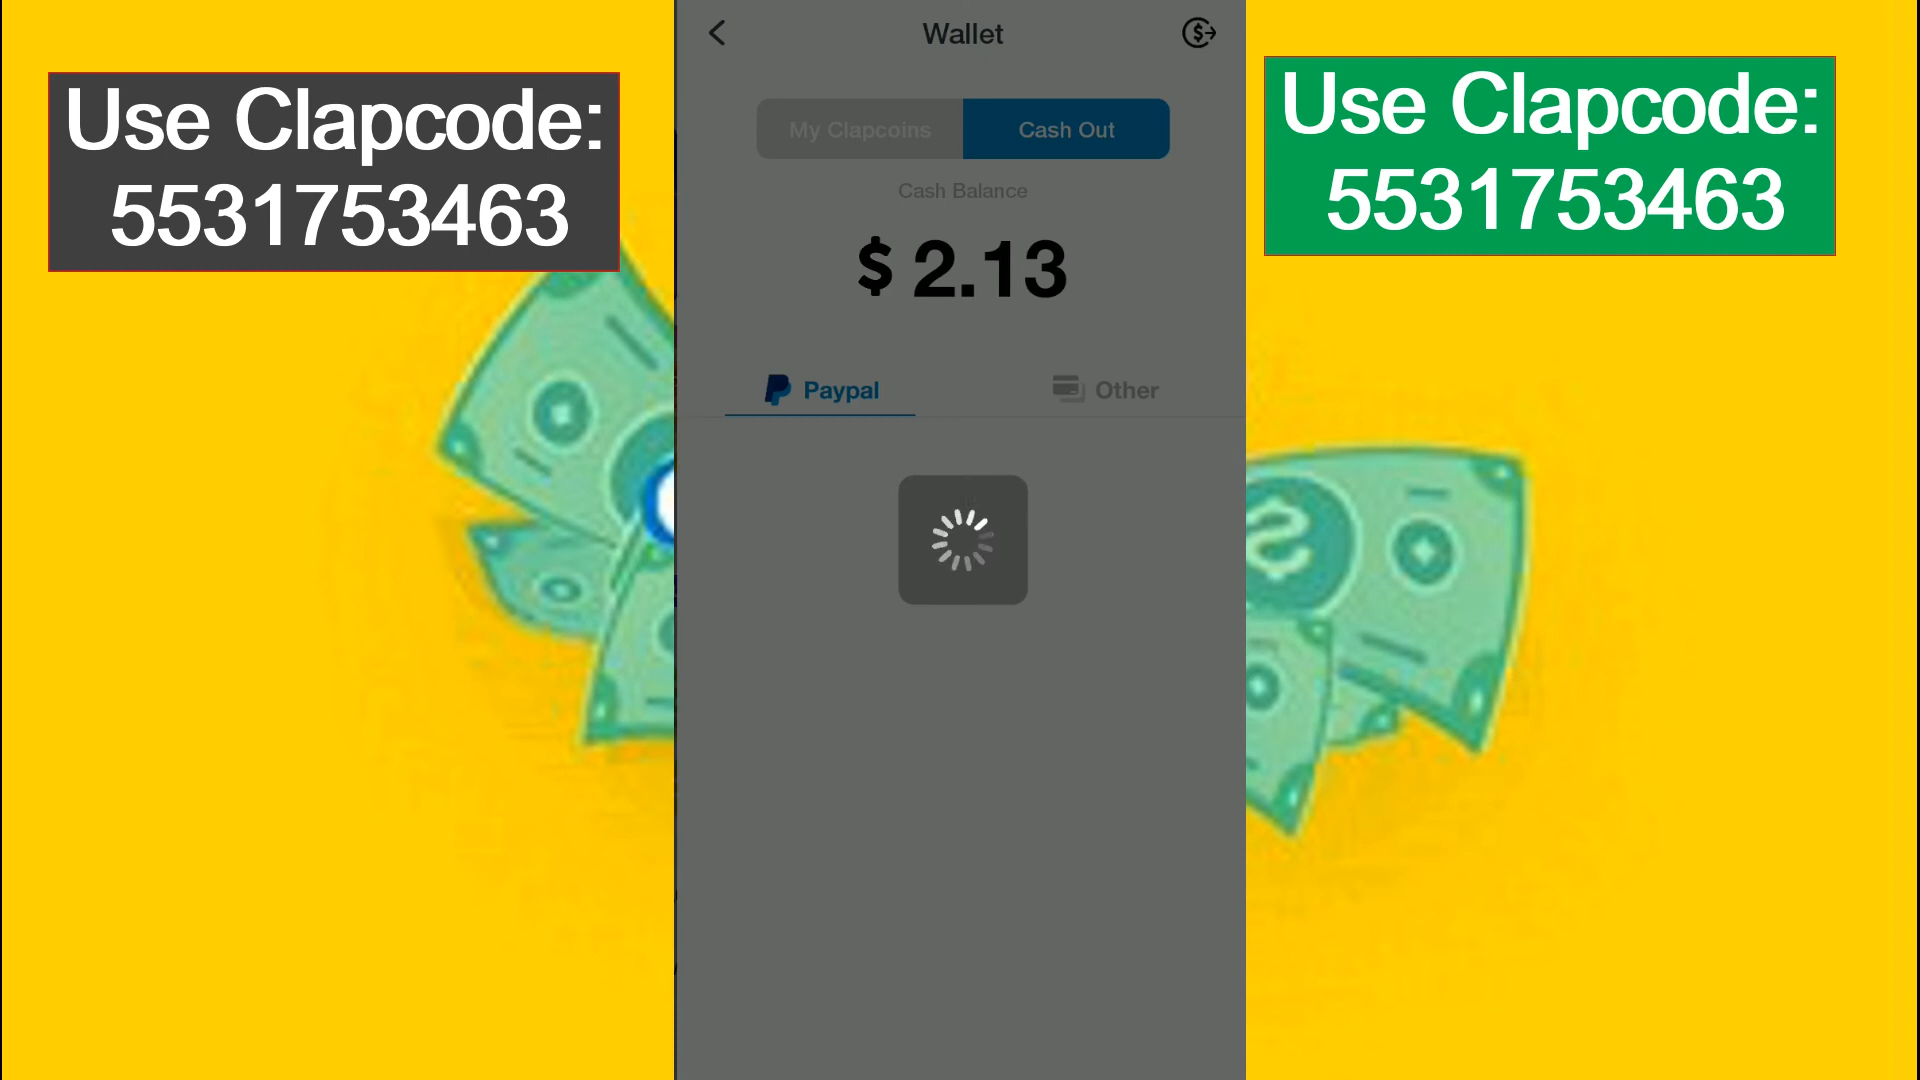 Use Clapcode:
5531753463
Wallet
My Clapcoins
Cash Out
Cash Balance
$ 2.13
Paypal
Other
Use Clapcode:
5531753463